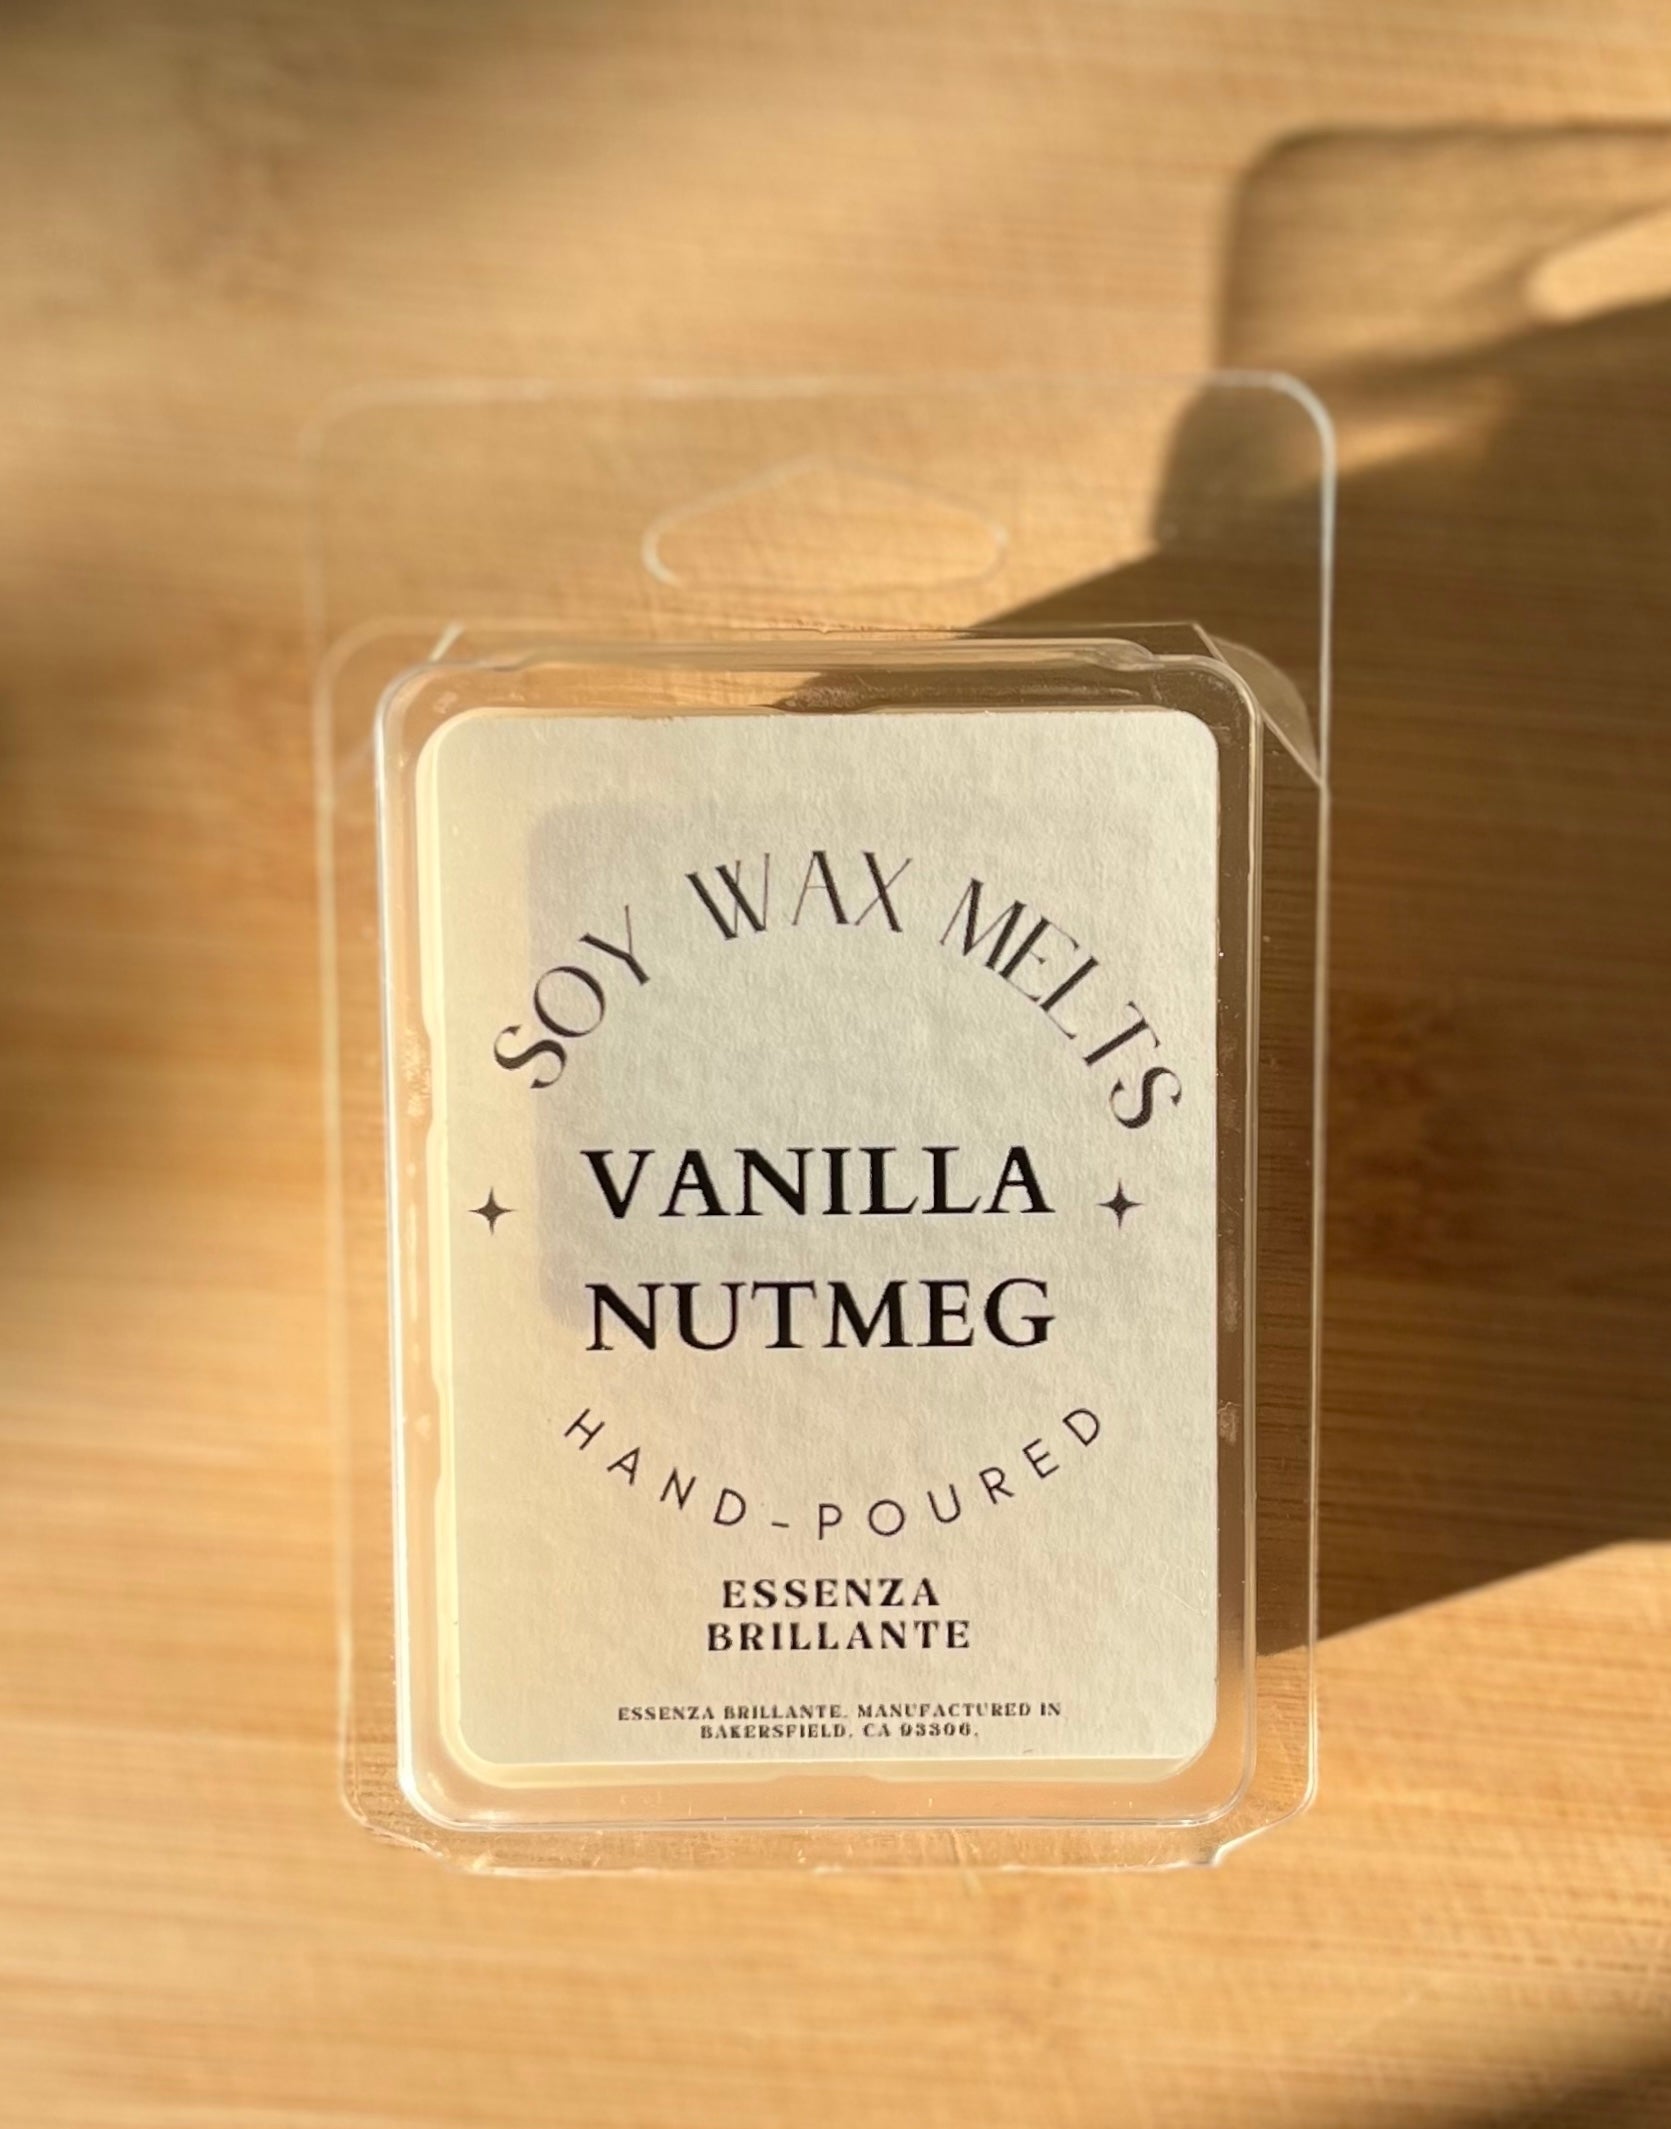 SOY WAX MELTS
VANILLA
NUTMEG
HAND-POURED
ESSENZA
BRILLANTE
ESSENZA BRILLANTE. MANUFACTURED IN
BAKERSFIELD, CA 93306.